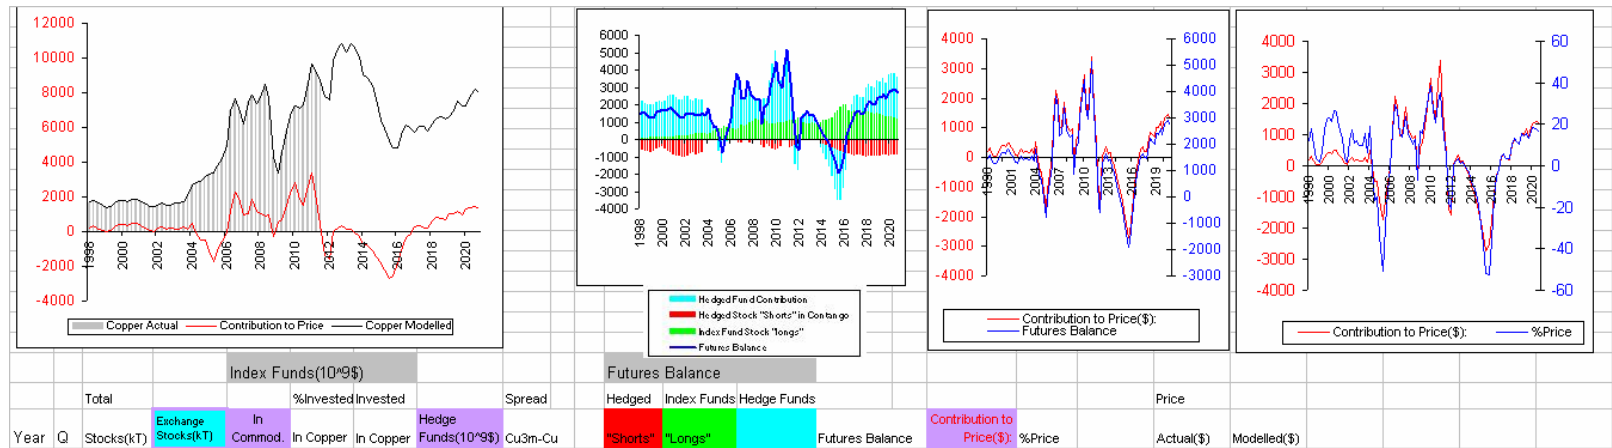 12000
10000
8000
6000
4000
2000
0
-2000
-4000
1998
2000
2002
2004
2006
2008
2010
2012
2014
2016
2018
2020
Copper Actual
Contribution to Price
Copper Modelled
6000
5000
4000
3000
2000
1000
0
-1000
-2000
-3000
-4000
1998
2000
2002
2004
2006
2008
2010
2012
2014
2016
2018
2020
Hedged Fund Contribution
Hedged Stock "Shorts" in Contango
Index Fund Stock "longs"
Futures Balance
4000
3000
2000
1000
0
-1000
-2000
-3000
-4000
1998
2001
2004
2007
2010
2013
2016
2019
6000
5000
4000
3000
2000
1000
0
-1000
-2000
-3000
Contribution to Price($):
Futures Balance
4000
3000
2000
1000
0
-1000
-2000
-3000
-4000
1998
2000
2002
2004
2006
2008
2010
2012
2014
2016
2018
2020
60
40
20
0
-20
-40
-60
Contribution to Price($):
%Price
Index Funds(10^9$)
Futures Balance
Total
%Invested
Invested
Spread
Hedged
Index Funds
Hedge Funds
Price
Year
Q
Stocks(kT)
Exchange
Stocks(kT)
In
Commod.
In Copper
In Copper
Hedge
Funds(10^9$)
Cu3m-Cu
"Shorts"
"Longs"
Futures Balance
Contribution to
Price($):
%Price
Actual($)
Modelled($)